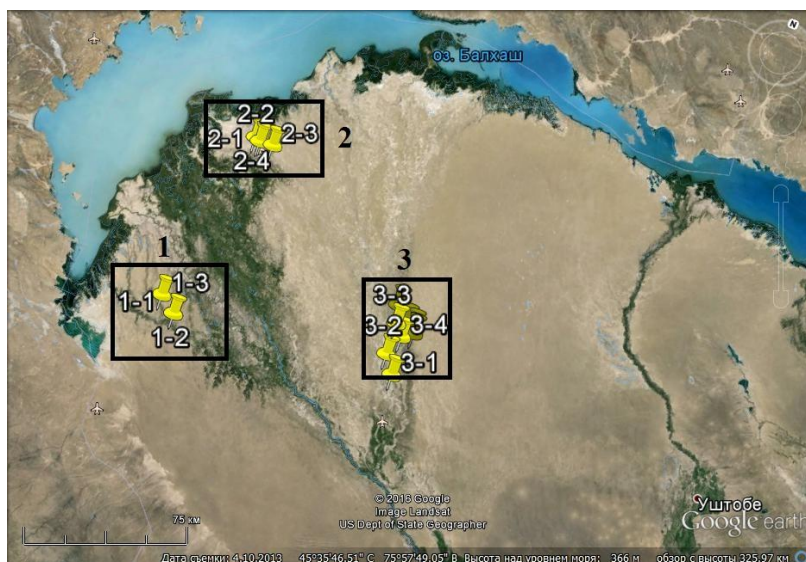 оз. Балхаш
2-2
2-1
2-3
2
2-4
1
1-3
1-1
1-2
3
3-3
3-2
3-4
3-1
75 км
© 2013 Google
Image Landsat
US Dept of State Geographer
Уштобе
Google earth
Дата съемки: 4.10.2013 45°35'46.51" С 75°57'49.05" В Высота над уровнем моря: 366 м обзор с высоты 325.97 км
N